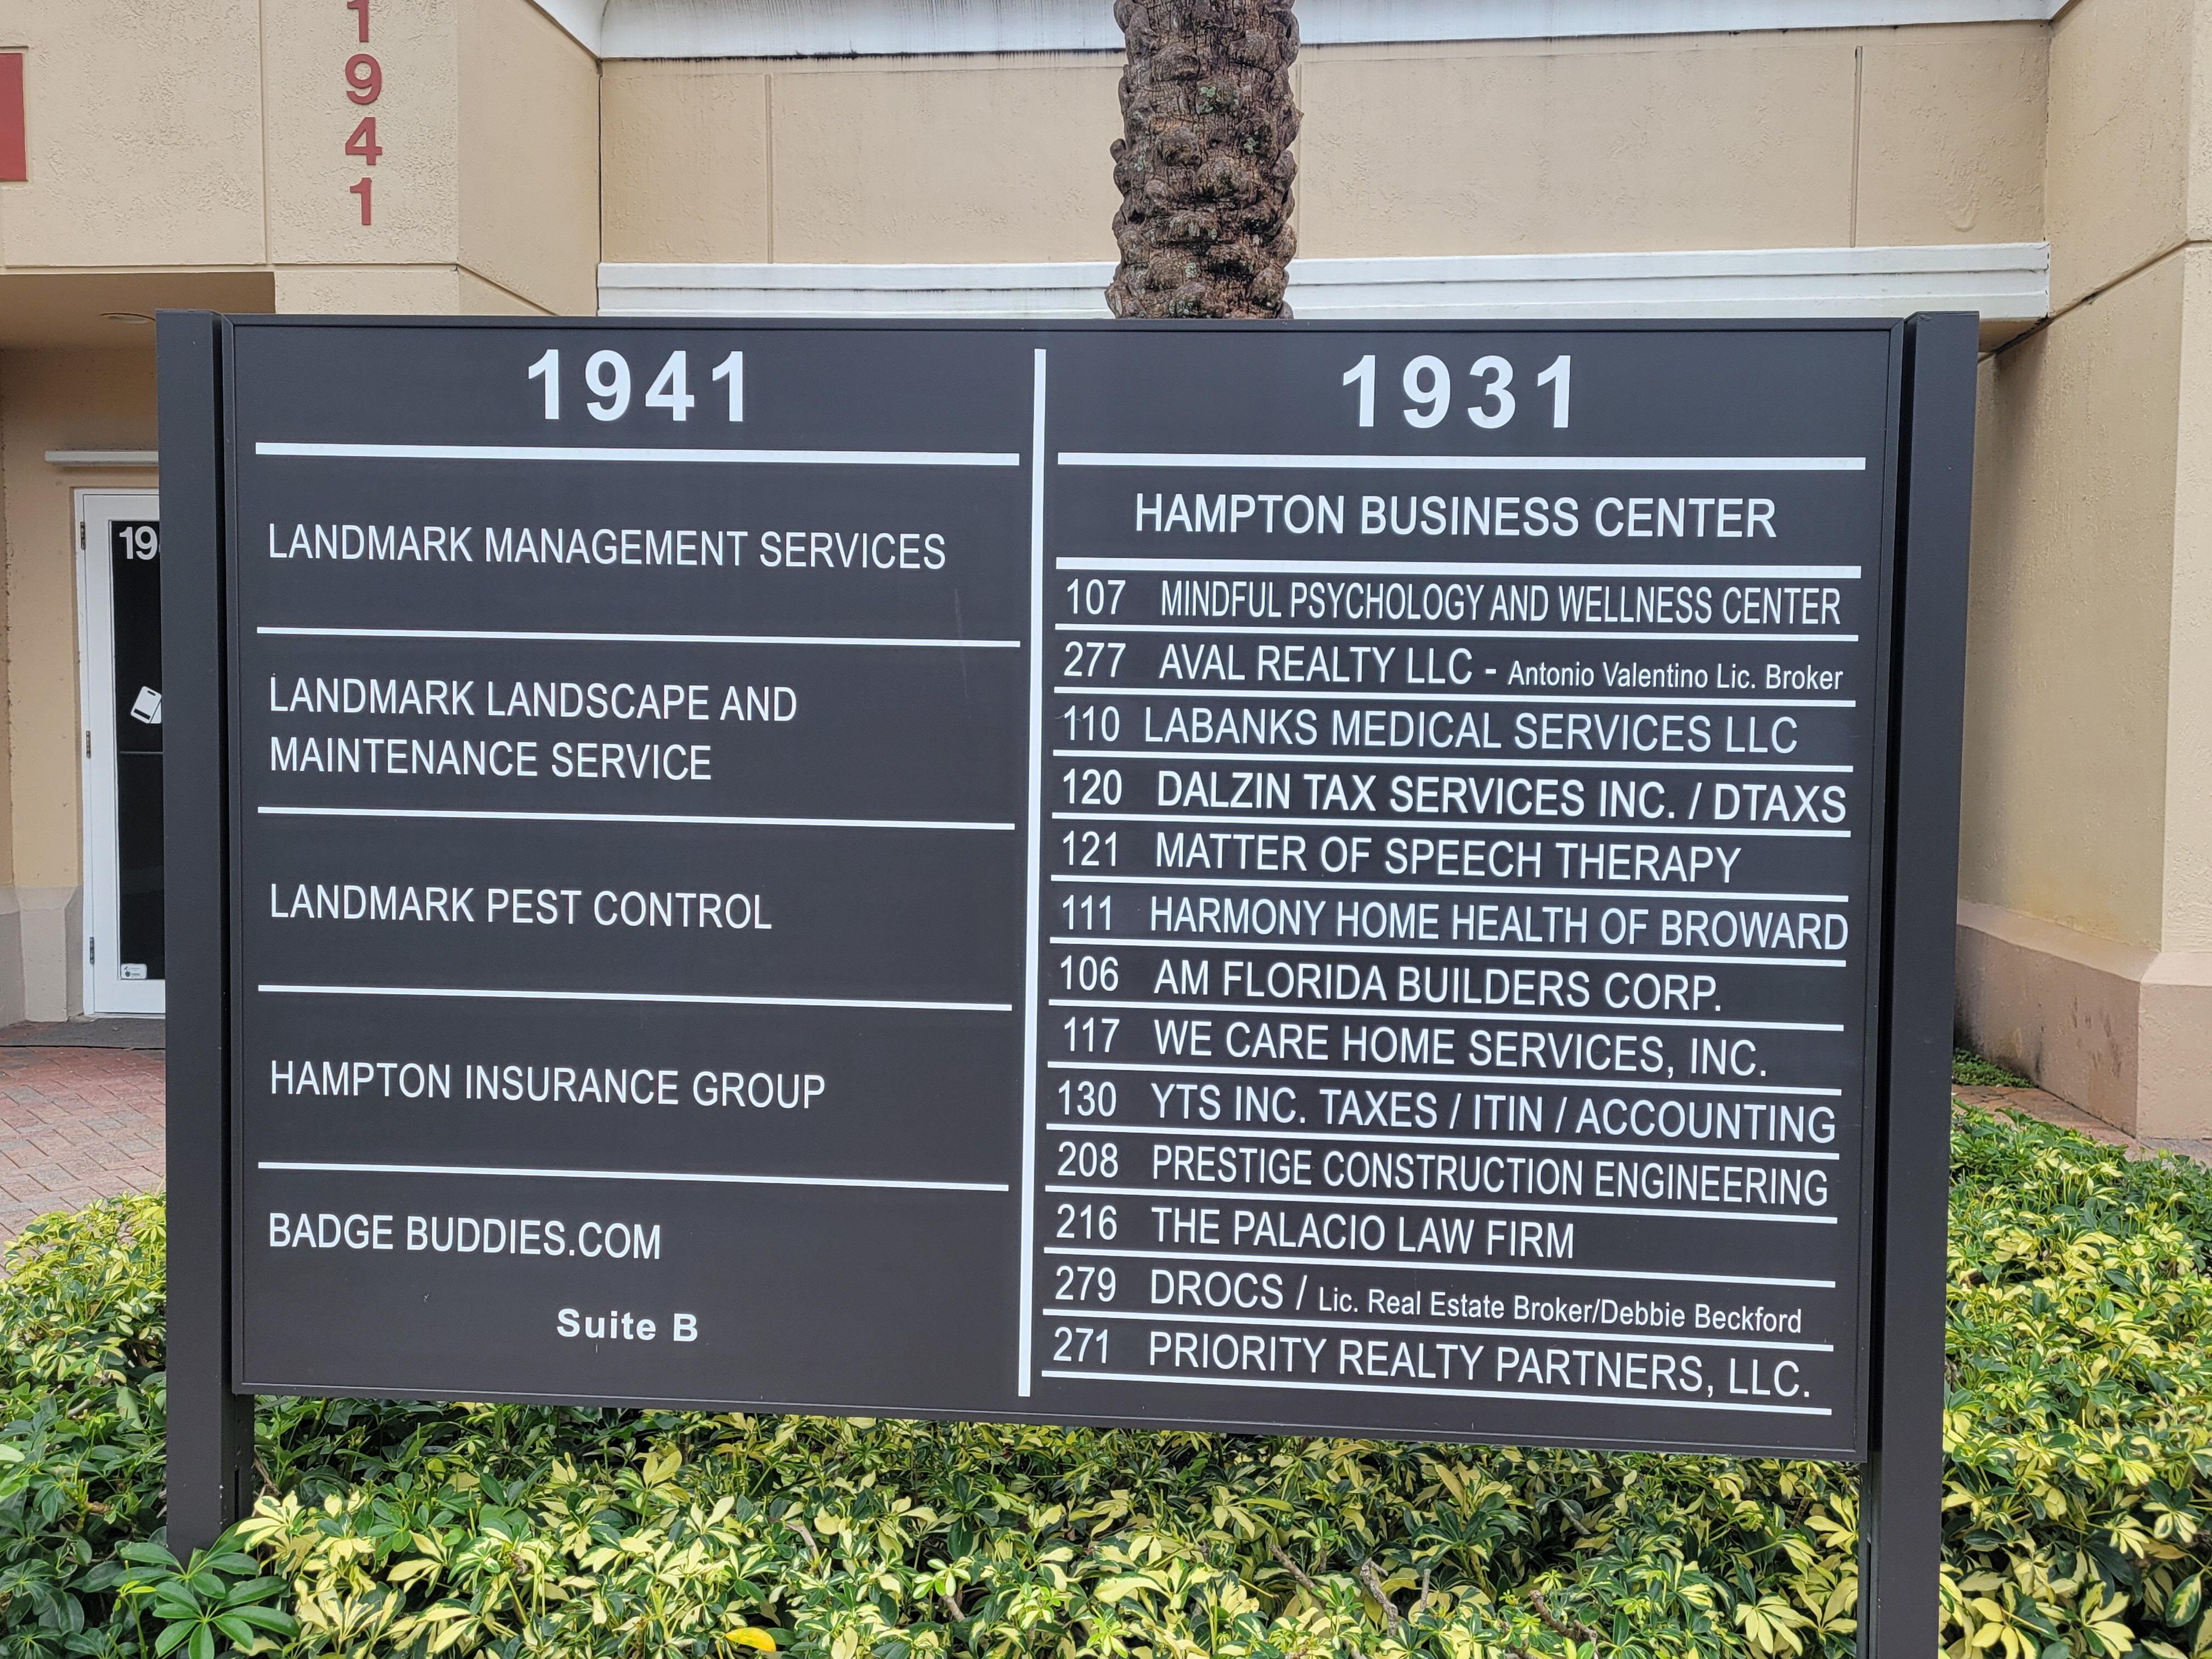 1941
19
1941
LANDMARK MANAGEMENT SERVICES
LANDMARK LANDSCAPE AND
MAINTENANCE SERVICE
LANDMARK PEST CONTROL
HAMPTON INSURANCE GROUP
BADGE BUDDIES.COM
Suite B
1931
HAMPTON BUSINESS CENTER
107 MINDFUL PSYCHOLOGY AND WELLNESS CENTER
277 AVAL REALTY LLC - Antonio Valentino Lic. Broker
110 LABANKS MEDICAL SERVICES LLC
120 DALZIN TAX SERVICES INC. / DTAXS
121 MATTER OF SPEECH THERAPY
111 HARMONY HOME HEALTH OF BROWARD
106 AM FLORIDA BUILDERS CORP.
117 WE CARE HOME SERVICES, INC.
130 YTS INC. TAXES / ITIN / ACCOUNTING
208 PRESTIGE CONSTRUCTION ENGINEERING
216 THE PALACIO LAW FIRM
279 DROCS / Lic. Real Estate Broker/Debbie Beckford
271 PRIORITY REALTY PARTNERS, LLC.